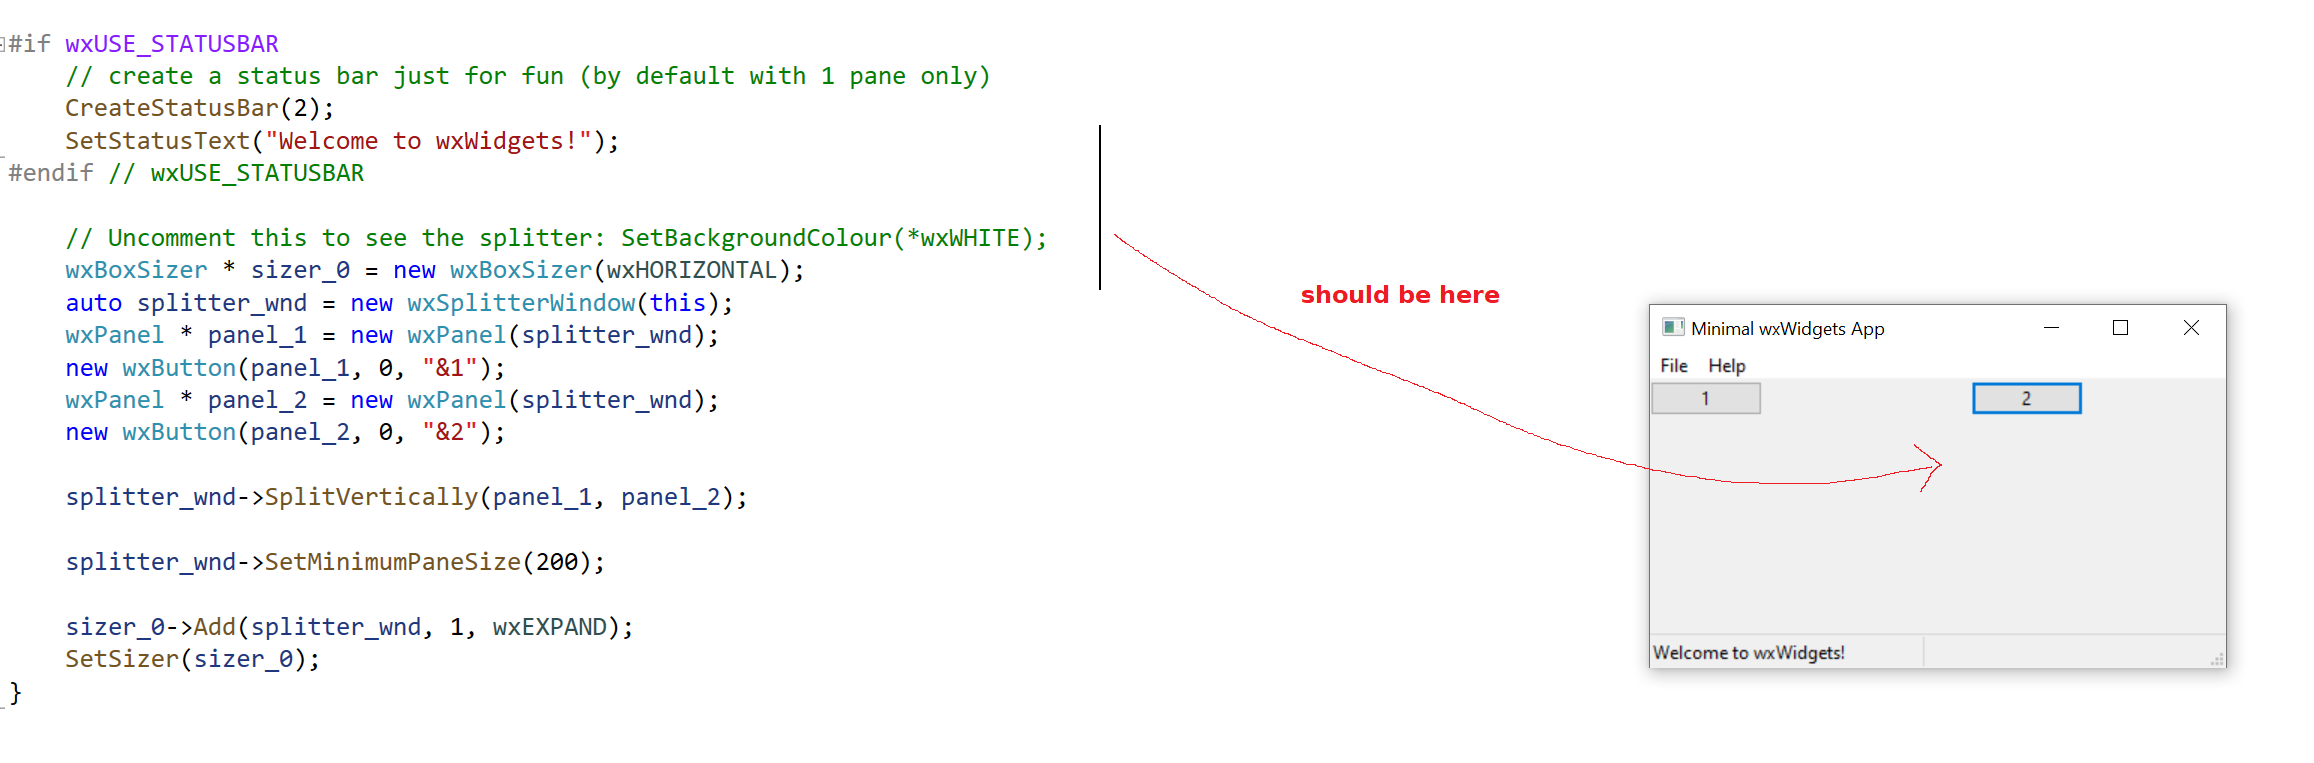 #if wxUSE_STATUSBAR
    // create a status bar just for fun (by default with 1 pane only)
    CreateStatusBar(2);
    SetStatusText("Welcome to wxWidgets!");
#endif // wxUSE_STATUSBAR
    // Uncomment this to see the splitter: SetBackgroundColour(*wxWHITE);
    wxBoxSizer * sizer_0 = new wxBoxSizer(wxHORIZONTAL);
    auto splitter_wnd = new wxSplitterWindow(this);
    wxPanel * panel_1 = new wxPanel(splitter_wnd);
    new wxButton(panel_1, 0, "&1");
    wxPanel * panel_2 = new wxPanel(splitter_wnd);
    new wxButton(panel_2, 0, "&2");
    splitter_wnd->SplitVertically(panel_1, panel_2);
    splitter_wnd->SetMinimumPaneSize(200);
    sizer_0->Add(splitter_wnd, 1, wxEXPAND);
    SetSizer(sizer_0);
}
should be here
Minimal wxWidgets App
File Help
1 2
Welcome to wxWidgets!